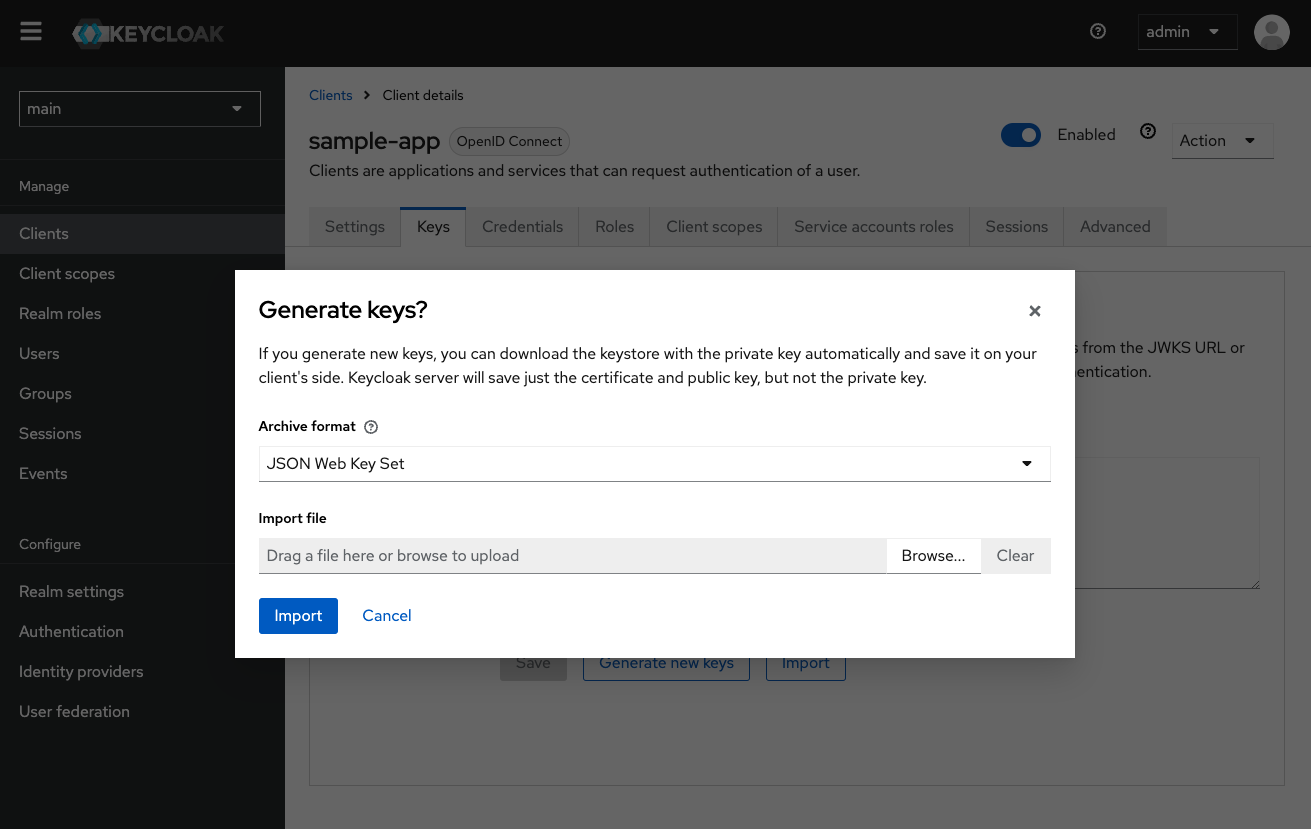 KEYCLOAK
admin
main
Manage
Clients
Client scopes
Realm roles
Users
Groups
Sessions
Events
Configure
Realm settings
Authentication
Identity providers
User federation
Clients
Client details
sample-app
OpenID Connect
Enabled
Action
Clients are applications and services that can request authentication of a user.
Settings
Keys
Credentials
Roles
Client scopes
Service accounts roles
Sessions
Advanced
from the JWKS URL or
Generate keys?
If you generate new keys, you can download the keystore with the private key automatically and save it on your
client's side. Keycloak server will save just the certificate and public key, but not the private key.
Archive format
JSON Web Key Set
Import file
Drag a file here or browse to upload
Browse...
Clear
Import
Cancel
Save
Generate new keys
Import